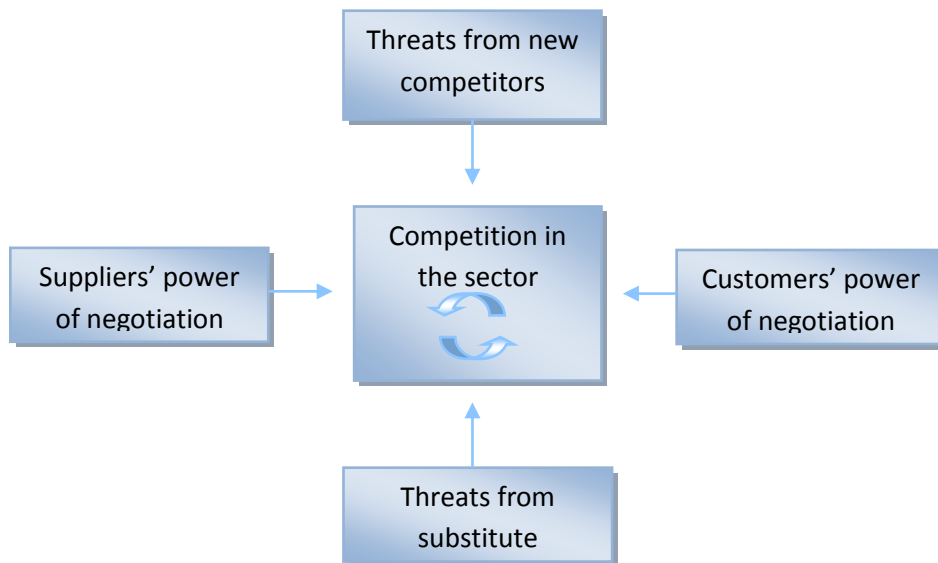 Threats from new
competitors
Competition in
the sector
Suppliers’ power
of negotiation
Customers’ power
of negotiation
Threats from
substitute